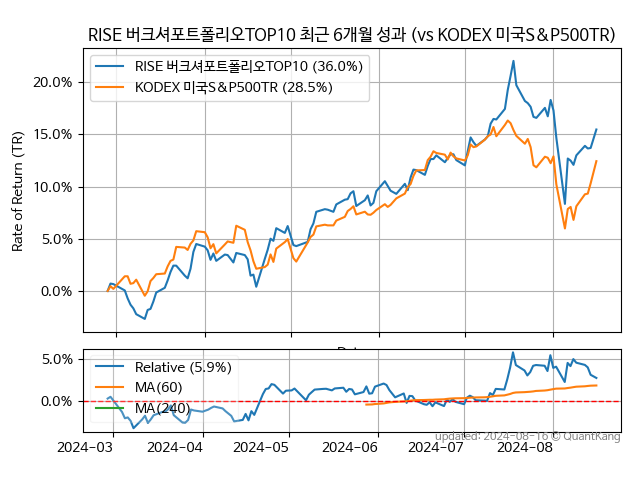 RISE 버크셔포트폴리오TOP10 최근 6개월 성과 (vs KODEX 미국S&P500TR)
RISE 버크셔포트폴리오TOP10 (36.0%)
KODEX 미국S&P500TR (28.5%)
Rate of Return (TR)
20.0%
15.0%
10.0%
5.0%
0.0%
5.0%
0.0%
Relative (5.9%)
MA(60)
MA(240)
2024-03
2024-04
2024-05
2024-06
2024-07
2024-08
updated: 2024-08-16 © QuantKang